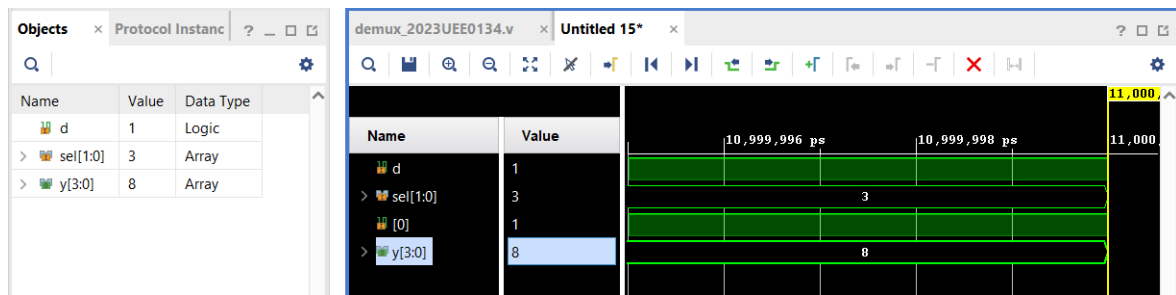 Objects × Protocol Instanc ? _
Name Value Data Type
d 1 Logic
> sel[1:0] 3 Array
> y[3:0] 8 Array
demux_2023UEE0134.v × Untitled 15* × ?
11,000,
Name Value
10,999,996 ps 10,999,998 ps 11,000,
d 1
> sel[1:0] 3 3
[0] 1
> y[3:0] 8 8